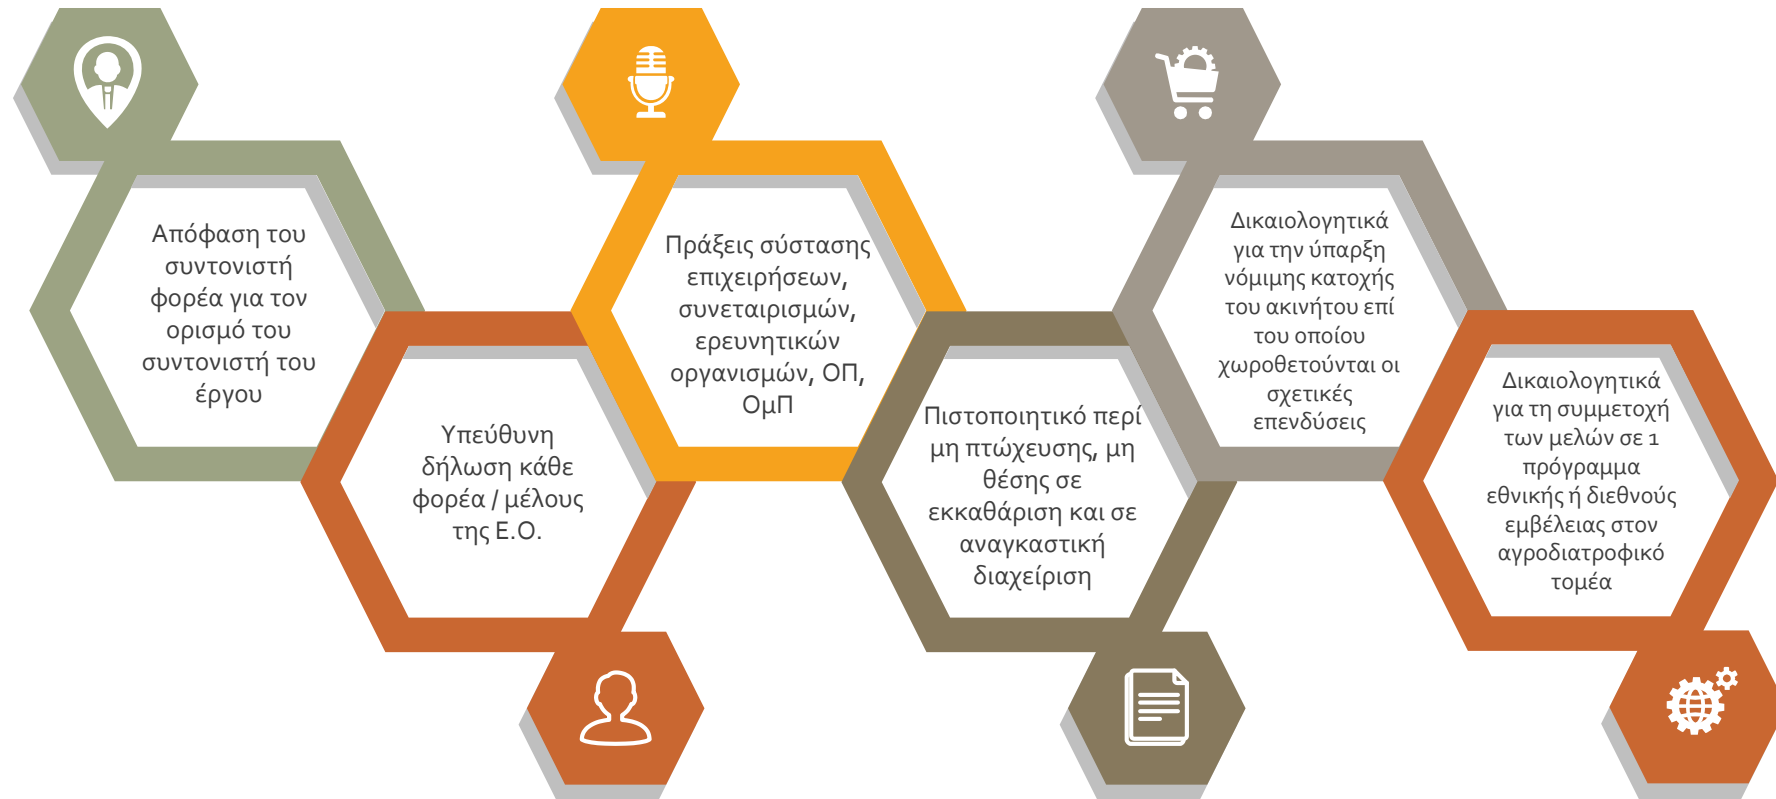 Απόφαση του
συντονιστή
φορέα για τον
ορισμό του
συντονιστή του
έργου
Υπεύθυνη
δήλωση κάθε
φορέα / μέλους
της Ε.Ο.
Πράξεις σύστασης
επιχειρήσεων,
συνεταιρισμών,
ερευνητικών
οργανισμών, ΟΠ,
ΟμΠ
Πιστοποιητικό περί
μη πτώχευσης, μη
θέσης σε
εκκαθάριση και σε
αναγκαστική
διαχείριση
Δικαιολογητικά
για την ύπαρξη
νόμιμης κατοχής
του ακινήτου επί
του οποίου
χωροθετούνται οι
σχετικές
επενδύσεις
Δικαιολογητικά
για τη συμμετοχή
των μελών σε 1
πρόγραμμα
εθνικής ή διεθνούς
εμβέλειας στον
αγροδιατροφικό
τομέα